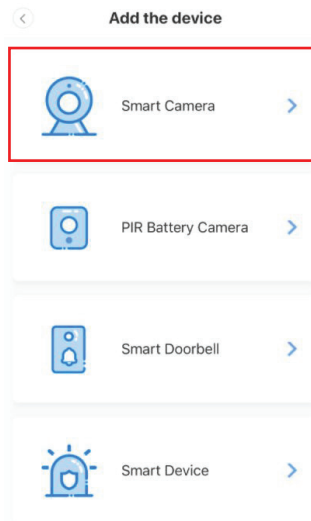 Add the device
Smart Camera
PIR Battery Camera
Smart Doorbell
Smart Device